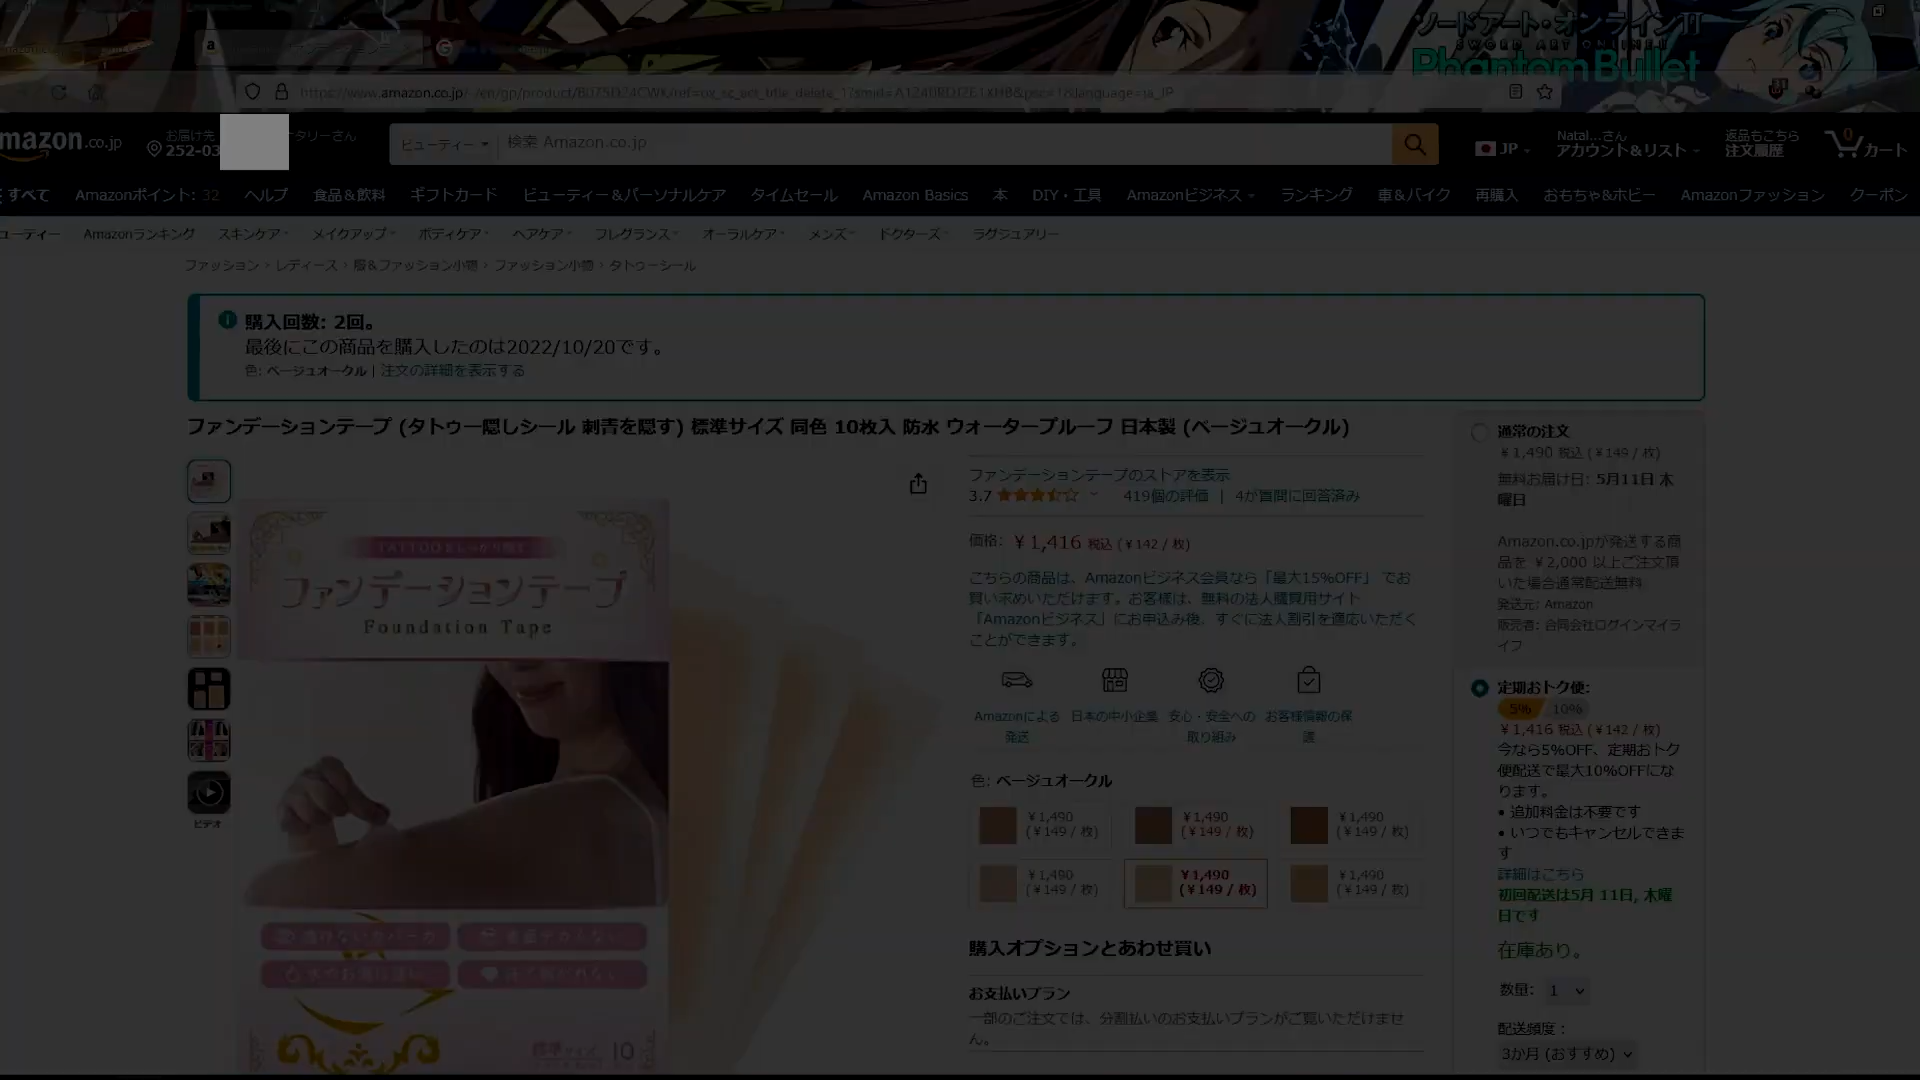 ソードアート・オンラインII
SWORD ART ONLINE II
Phantom Bullet
mazon.co.jp
お届け先
252-03
タリーさん
ビューティー
検索 Amazon.co.jp
JP
Natal...さん
アカウント&リスト
返品もこちら
注文履歴
0
カート
すべて
Amazonポイント: 32
ヘルプ
食品&飲料
ギフトカード
ビューティー&パーソナルケア
タイムセール
Amazon Basics
本
DIY・工具
Amazonビジネス
ランキング
車&バイク
再購入
おもちゃ&ホビー
Amazonファッション
クーポン
ューティー
Amazonランキング
スキンケア
メイクアップ
ボディケア
ヘアケア
フレグランス
オーラルケア
メンズ
ドクターズ
ラグジュアリー
ファッション › レディース › 服&ファッション小物 › ファッション小物 › タトゥーシール
購入回数: 2回。
最後にこの商品を購入したのは2022/10/20です。
色: ベージュオークル | 注文の詳細を表示する
ファンデーションテープ (タトゥー隠しシール 刺青を隠す) 標準サイズ 同色 10枚入 防水 ウォータープルーフ 日本製 (ベージュオークル)
ビデオ
TATTOOをしっかり隠す
ファンデーションテープ
Foundation Tape
標準サイズ 10
ファンデーションテープのストアを表示
3.7
419個の評価 | 4が質問に回答済み
価格: ¥1,416 税込 (¥142 / 枚)
こちらの商品は、Amazonビジネス会員なら「最大15%OFF」 でお
買い求めいただけます。お客様は、無料の法人購買用サイト
「Amazonビジネス」にお申込み後、すぐに法人割引を適応いただく
ことができます。
Amazonによる
発送
日本の中小企業
安心・安全への
取り組み
お客様情報の保
護
色: ベージュオークル
¥1,490
(¥149 / 枚)
¥1,490
(¥149 / 枚)
¥1,490
(¥149 / 枚)
¥1,490
(¥149 / 枚)
¥1,490
(¥149 / 枚)
¥1,490
(¥149 / 枚)
購入オプションとあわせ買い
お支払いプラン
一部のご注文では、分割払いのお支払いプランがご覧いただけませ
ん。
通常の注文
¥1,490 税込 (¥149 / 枚)
無料お届け日: 5月11日 木
曜日
Amazon.co.jpが発送する商
品を ¥2,000 以上ご注文頂
いた場合通常配送無料
発送元: Amazon
販売者: 合同会社ログインマイラ
イフ
定期おトク便:
5%
10%
¥1,416 税込 (¥142 / 枚)
今なら5%OFF、定期おトク
便配送で最大10%OFFにな
ります。
• 追加料金は不要です
• いつでもキャンセルできま
す
詳細はこちら
初回配送は5月 11日, 木曜
日です
在庫あり。
数量: 1
配送頻度 :
3か月 (おすすめ)